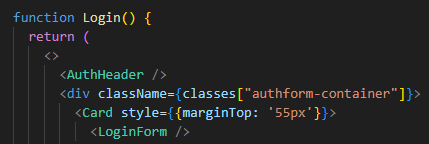 function Login() {
return (
<>
<AuthHeader />
<div className={classes["authform-container"]}>
<Card style={{marginTop: '55px'}}>
<LoginForm />